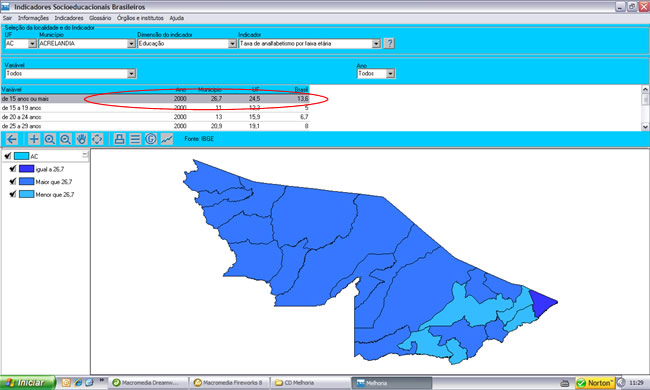 Indicadores Socioeducacionais Brasileiros
Sair Informações Indicadores Glossário Órgãos e institutos Ajuda
Seleção da localidade e do Indicador
UF Município Dimensão do indicador Indicador
AC ACRELANDIA Educação Taxa de analfabetismo por faixa etária ?
Variável Ano
Todos Todos
Variável Ano Município UF Brasil
de 15 anos ou mais 2000 26,7 24,5 13,6
de 15 a 19 anos 2000 11 12,3 5
de 20 a 24 anos 2000 13 15,9 6,7
de 25 a 29 anos 2000 20,9 19,1 8
Fonte: IBGE
AC
igual a 26,7
Maior que 26,7
Menor que 26,7
Iniciar Macromedia Dreamw... Macromedia Fireworks 8 CD Melhoria Melhoria Norton 11:29